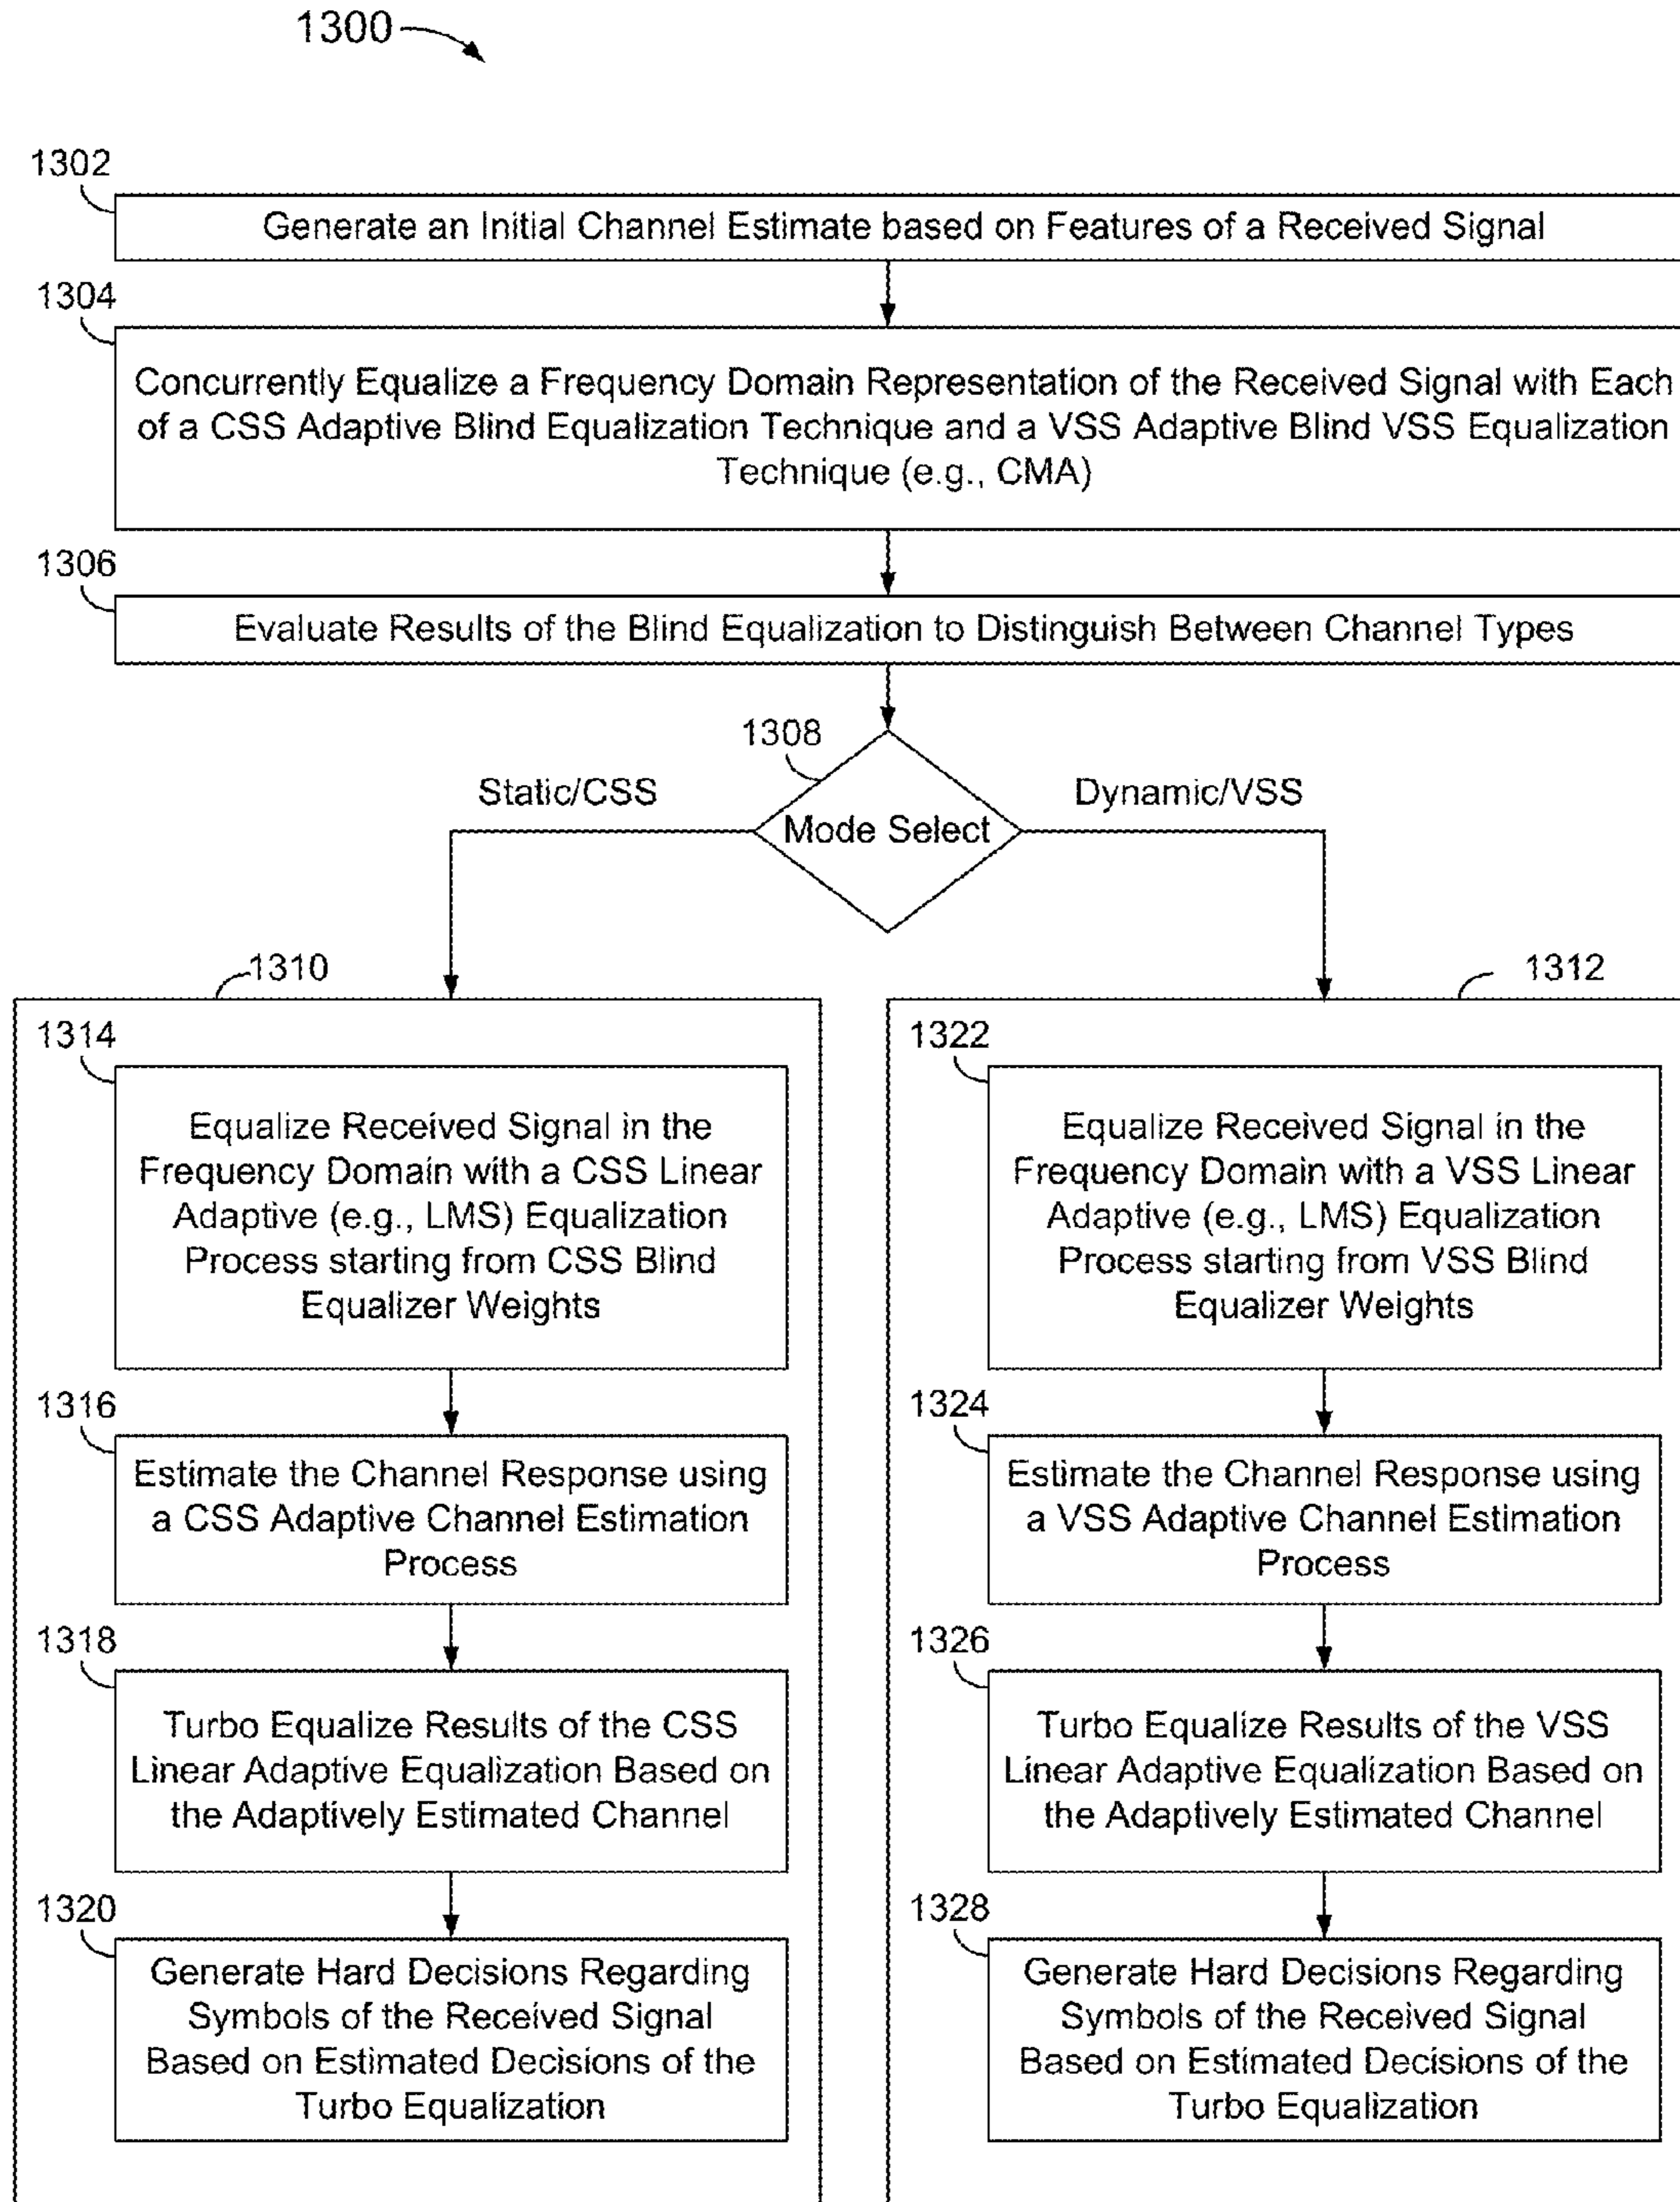 1300
1302
Generate an Initial Channel Estimate based on Features of a Received Signal
1304
Concurrently Equalize a Frequency Domain Representation of the Received Signal with Each
of a CSS Adaptive Blind Equalization Technique and a VSS Adaptive Blind VSS Equalization
Technique (e.g., CMA)
1306
Evaluate Results of the Blind Equalization to Distinguish Between Channel Types
1308
Static/CSS
Mode Select
Dynamic/VSS
1310
1314
Equalize Received Signal in the
Frequency Domain with a CSS Linear
Adaptive (e.g., LMS) Equalization
Process starting from CSS Blind
Equalizer Weights
1316
Estimate the Channel Response using
a CSS Adaptive Channel Estimation
Process
1318
Turbo Equalize Results of the CSS
Linear Adaptive Equalization Based on
the Adaptively Estimated Channel
1320
Generate Hard Decisions Regarding
Symbols of the Received Signal
Based on Estimated Decisions of the
Turbo Equalization
1312
1322
Equalize Received Signal in the
Frequency Domain with a VSS Linear
Adaptive (e.g., LMS) Equalization
Process starting from VSS Blind
Equalizer Weights
1324
Estimate the Channel Response using
a VSS Adaptive Channel Estimation
Process
1326
Turbo Equalize Results of the VSS
Linear Adaptive Equalization Based on
the Adaptively Estimated Channel
1328
Generate Hard Decisions Regarding
Symbols of the Received Signal
Based on Estimated Decisions of the
Turbo Equalization